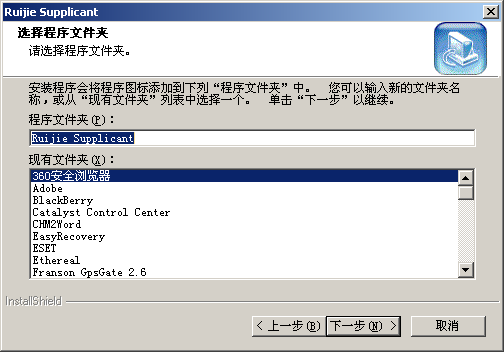 Ruijie Supplicant
选择程序文件夹
请选择程序文件夹。
安装程序会将程序图标添加到下列“程序文件夹”中。 您可以输入新的文件夹名
称，或从“现有文件夹”列表中选择一个。 单击“下一步”以继续。
程序文件夹(P)：
Ruijie Supplicant
现有文件夹(X)：
360安全浏览器
Adobe
BlackBerry
Catalyst Control Center
CHM2Word
EasyRecovery
ESET
Ethereal
Franson GpsGate 2.6
InstallShield
< 上一步(B) 下一步(N) > 取消